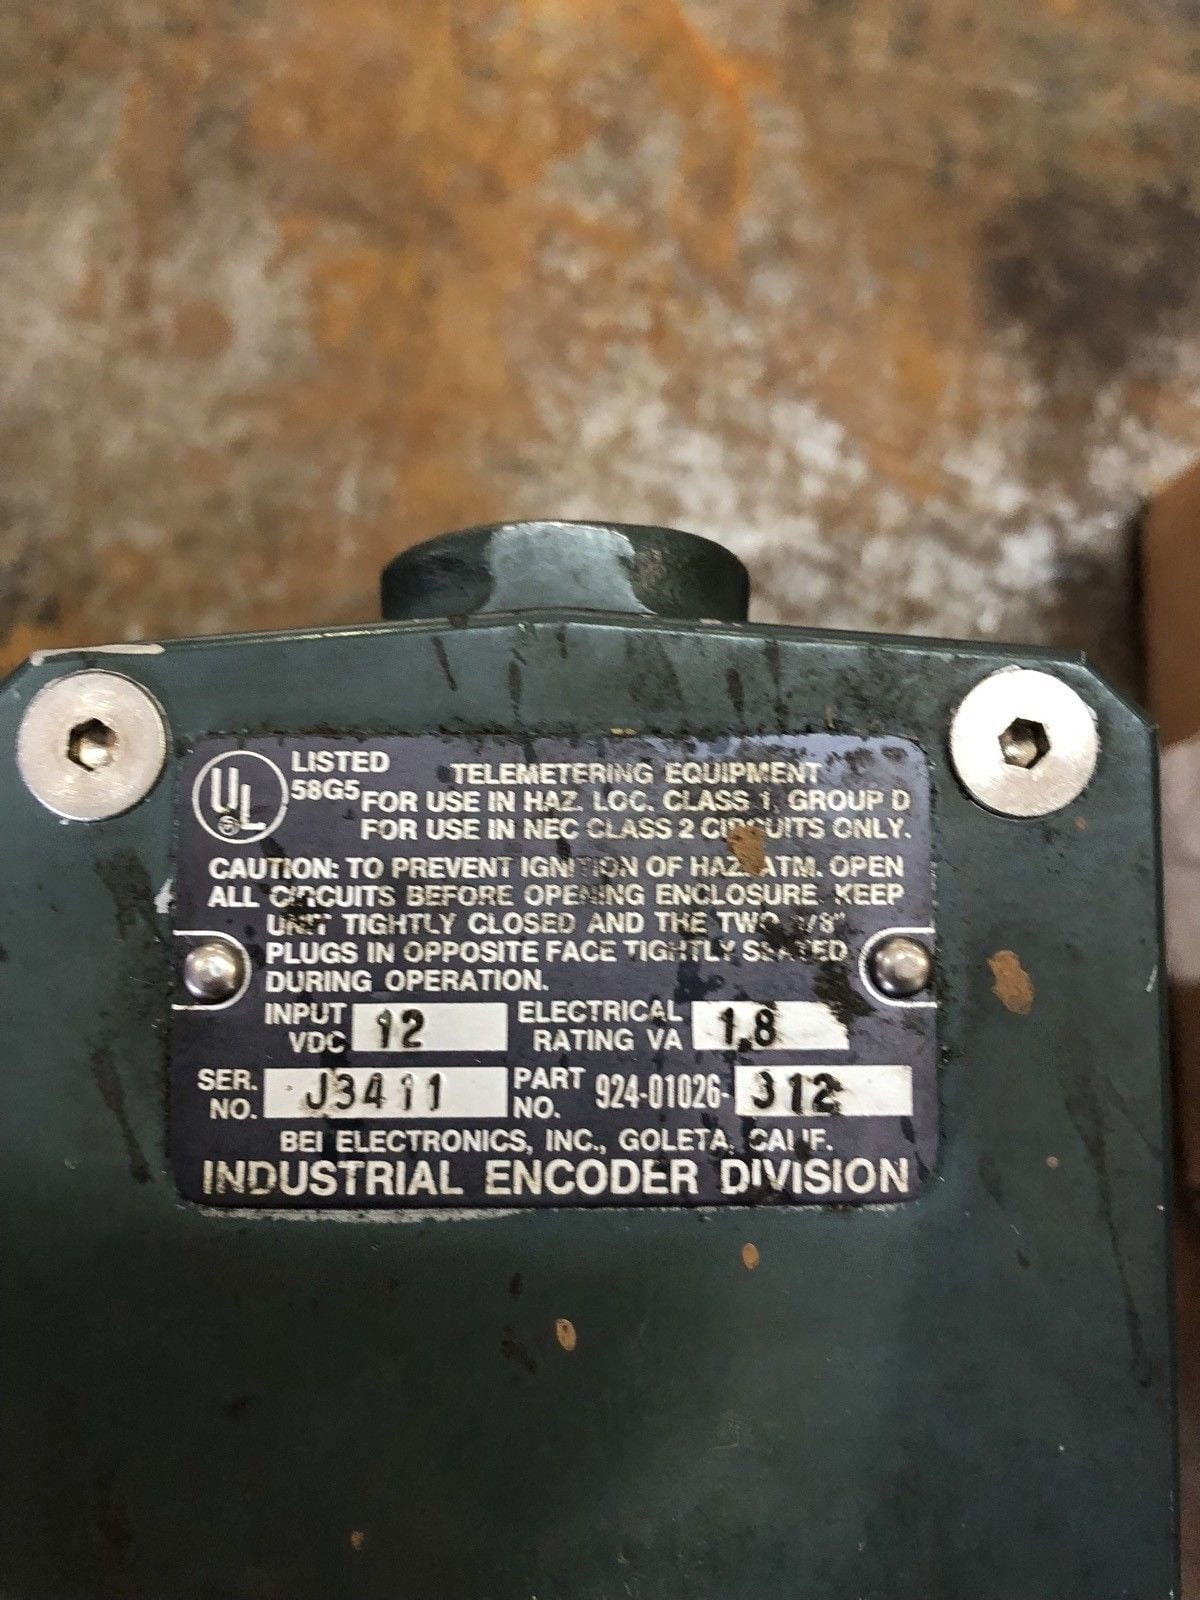 UL LISTED
58G5
TELEMETERING EQUIPMENT
FOR USE IN HAZ. LOC. CLASS 1, GROUP D
FOR USE IN NEC CLASS 2 CIRCUITS ONLY.
CAUTION: TO PREVENT IGNITION OF HAZ. ATM. OPEN
ALL CIRCUITS BEFORE OPENING ENCLOSURE. KEEP
UNIT TIGHTLY CLOSED AND THE TWO 1/8"
PLUGS IN OPPOSITE FACE TIGHTLY SEATED
DURING OPERATION.
INPUT VDC 12 ELECTRICAL RATING VA 1.8
SER. NO. J3411 PART NO. 924-01026-312
BEI ELECTRONICS, INC., GOLETA, CALIF.
INDUSTRIAL ENCODER DIVISION